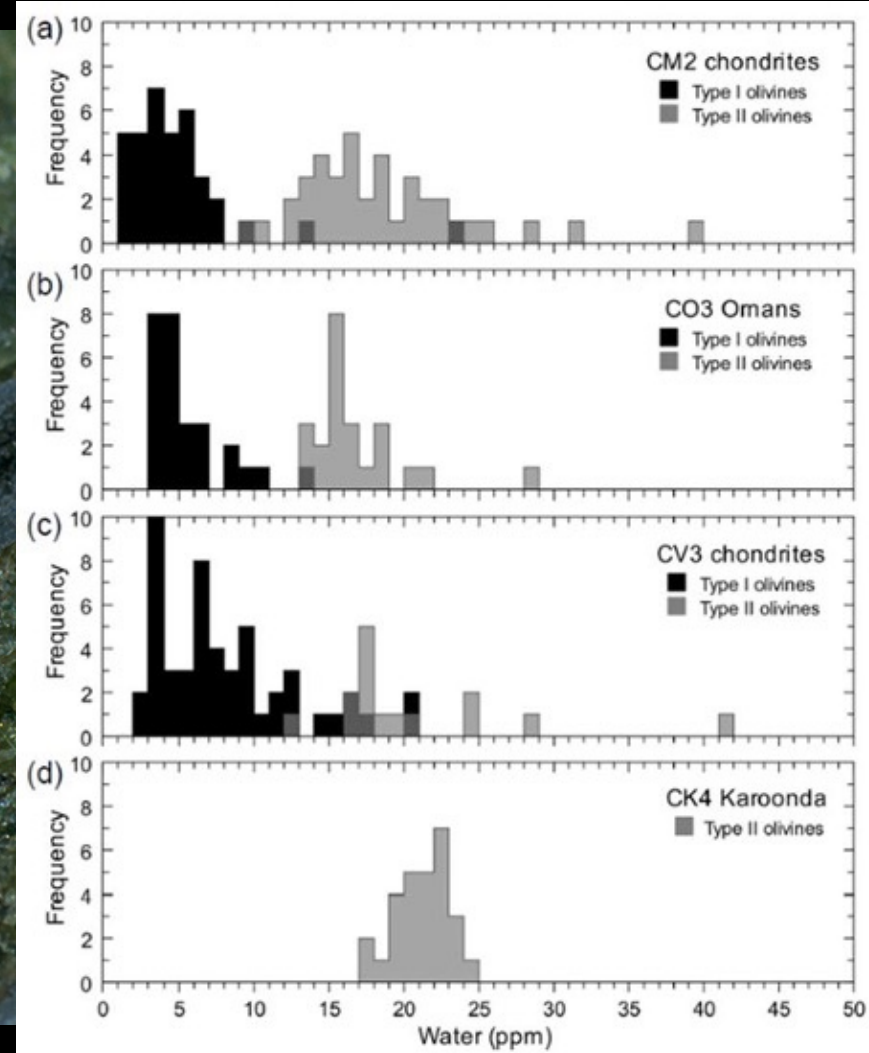 (a)
10
8
6
4
2
0
Frequency
CM2 chondrites
Type I olivines
Type II olivines
(b)
10
8
6
4
2
0
Frequency
CO3 Ornans
Type I olivines
Type II olivines
(c)
10
8
6
4
2
0
Frequency
CV3 chondrites
Type I olivines
Type II olivines
(d)
10
8
6
4
2
0
Frequency
CK4 Karoonda
Type II olivines
0 5 10 15 20 25 30 35 40 45 50
Water (ppm)